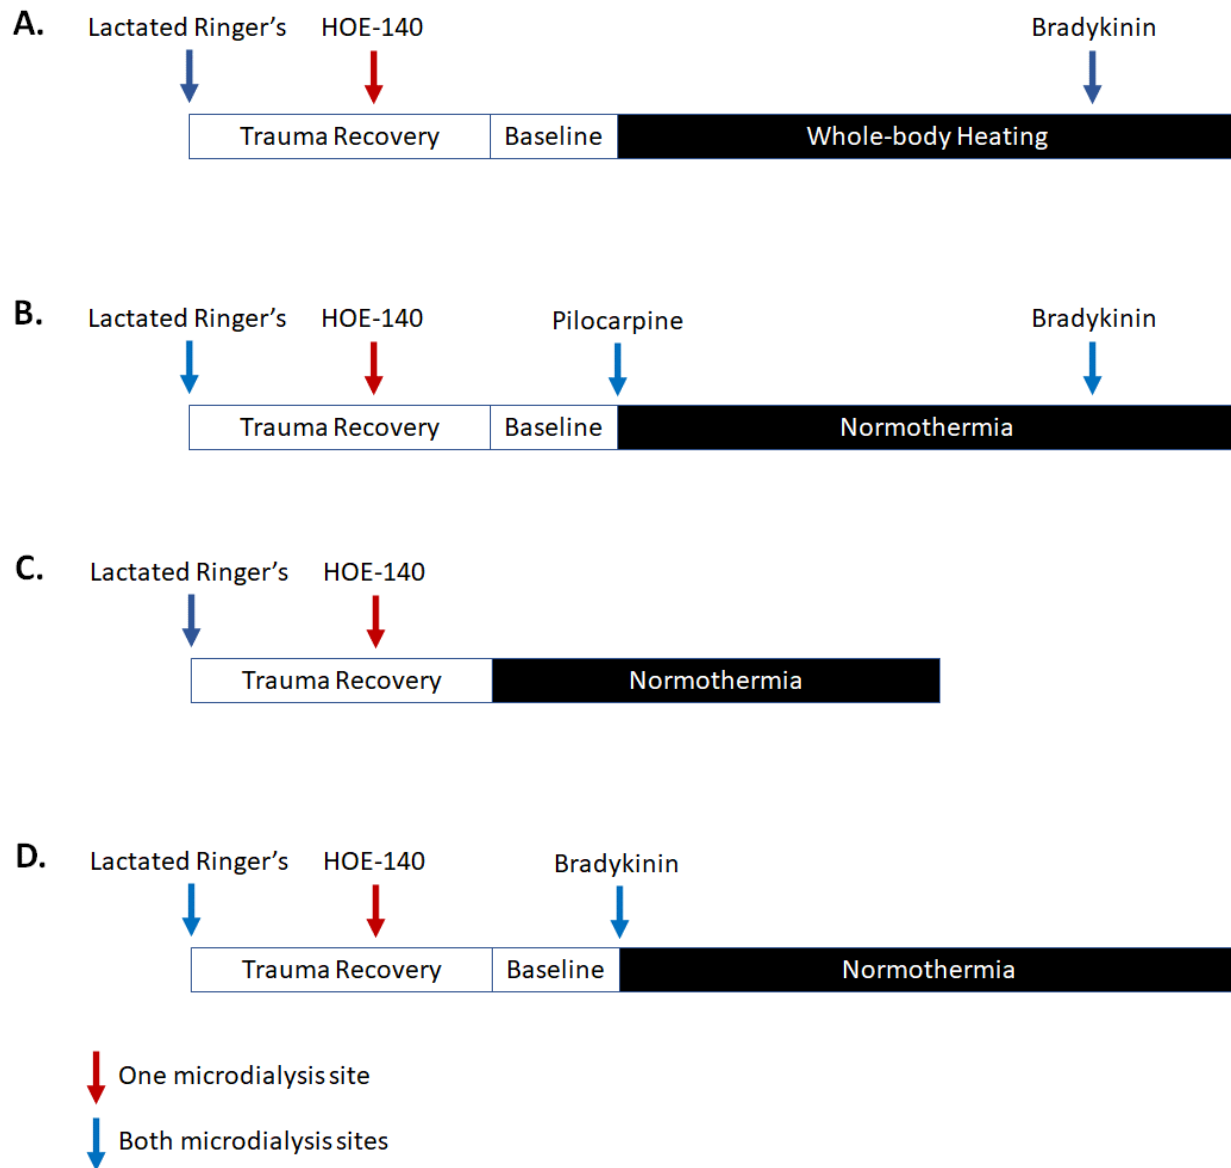 A. Lactated Ringer's HOE-140 Bradykinin
Trauma Recovery Baseline Whole-body Heating
B. Lactated Ringer's HOE-140 Pilocarpine Bradykinin
Trauma Recovery Baseline Normothermia
C. Lactated Ringer's HOE-140
Trauma Recovery Normothermia
D. Lactated Ringer's HOE-140 Bradykinin
Trauma Recovery Baseline Normothermia
One microdialysis site
Both microdialysis sites